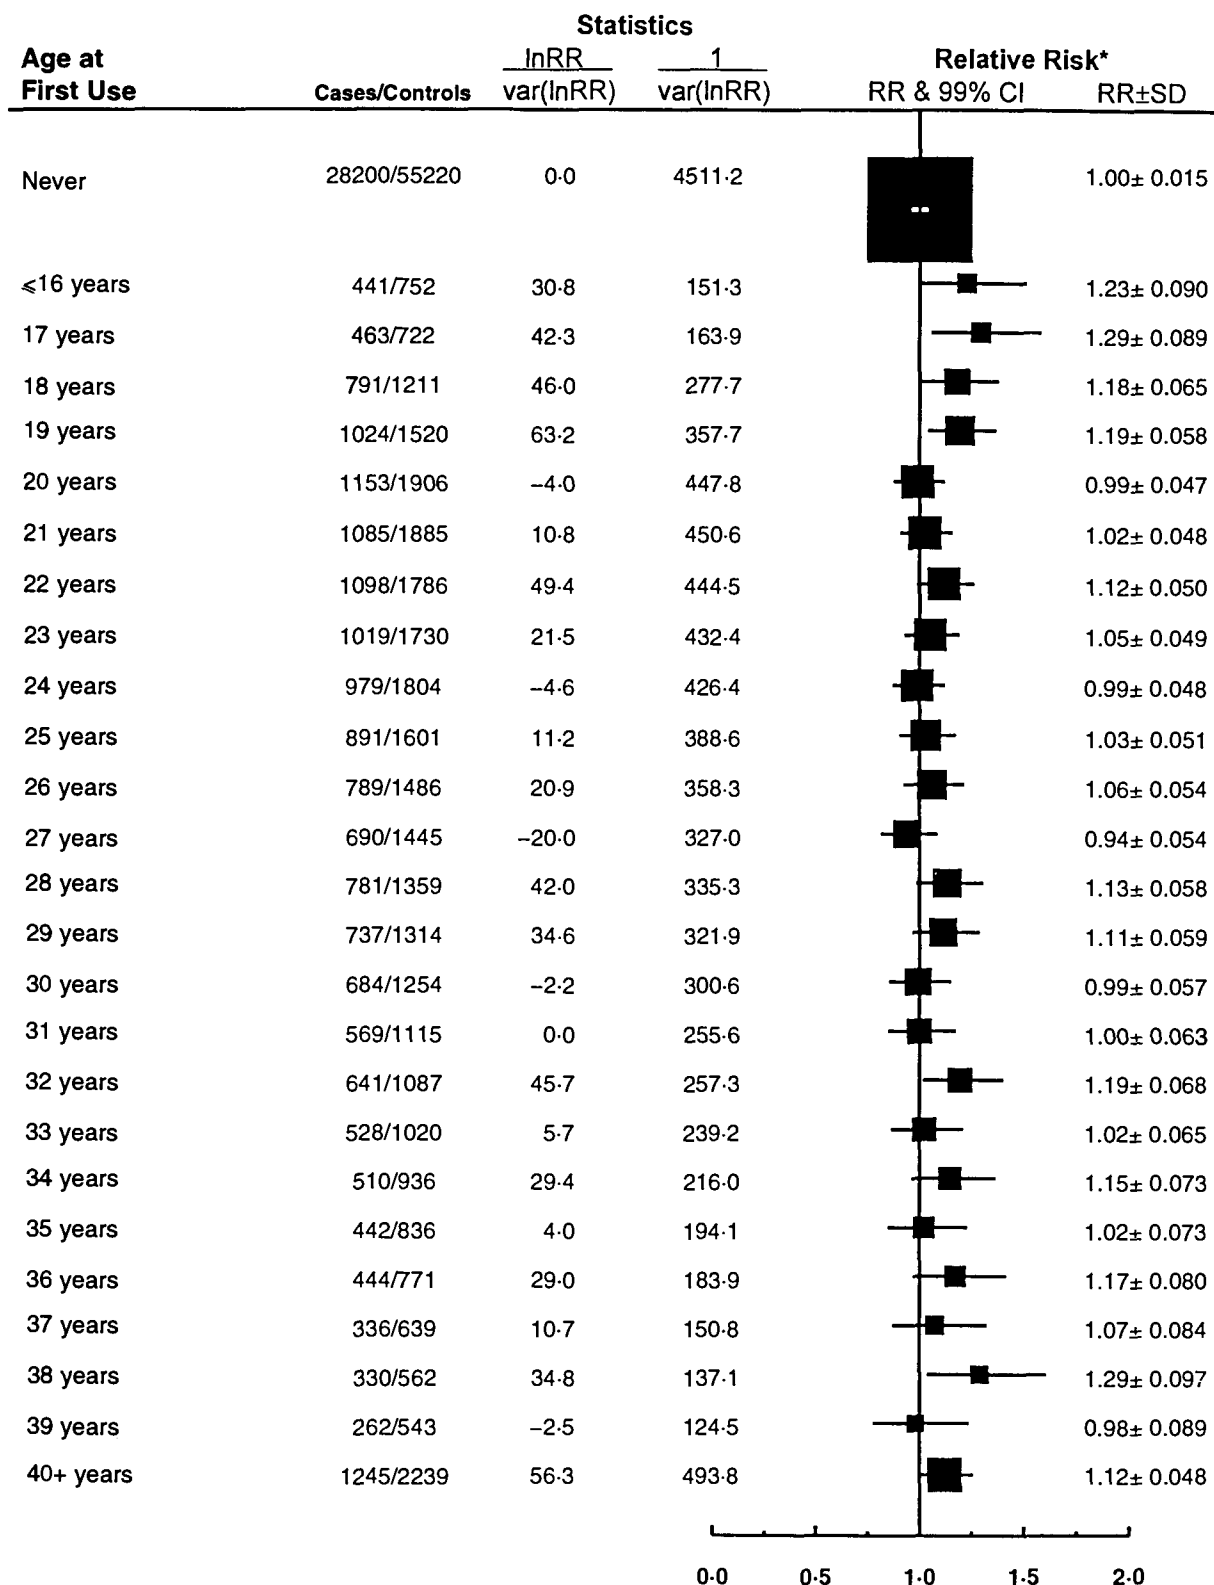 Statistics
Age at First Use Cases/Controls lnRR var(lnRR) 1 var(lnRR) Relative Risk* RR & 99% CI RR±SD
Never 28200/55220 0·0 4511·2 1.00± 0.015
⩽16 years 441/752 30·8 151·3 1.23± 0.090
17 years 463/722 42·3 163·9 1.29± 0.089
18 years 791/1211 46·0 277·7 1.18± 0.065
19 years 1024/1520 63·2 357·7 1.19± 0.058
20 years 1153/1906 –4·0 447·8 0.99± 0.047
21 years 1085/1885 10·8 450·6 1.02± 0.048
22 years 1098/1786 49·4 444·5 1.12± 0.050
23 years 1019/1730 21·5 432·4 1.05± 0.049
24 years 979/1804 –4·6 426·4 0.99± 0.048
25 years 891/1601 11·2 388·6 1.03± 0.051
26 years 789/1486 20·9 358·3 1.06± 0.054
27 years 690/1445 –20·0 327·0 0.94± 0.054
28 years 781/1359 42·0 335·3 1.13± 0.058
29 years 737/1314 34·6 321·9 1.11± 0.059
30 years 684/1254 –2·2 300·6 0.99± 0.057
31 years 569/1115 0·0 255·6 1.00± 0.063
32 years 641/1087 45·7 257·3 1.19± 0.068
33 years 528/1020 5·7 239·2 1.02± 0.065
34 years 510/936 29·4 216·0 1.15± 0.073
35 years 442/836 4·0 194·1 1.02± 0.073
36 years 444/771 29·0 183·9 1.17± 0.080
37 years 336/639 10·7 150·8 1.07± 0.084
38 years 330/562 34·8 137·1 1.29± 0.097
39 years 262/543 –2·5 124·5 0.98± 0.089
40+ years 1245/2239 56·3 493·8 1.12± 0.048
0·0 0·5 1·0 1·5 2·0